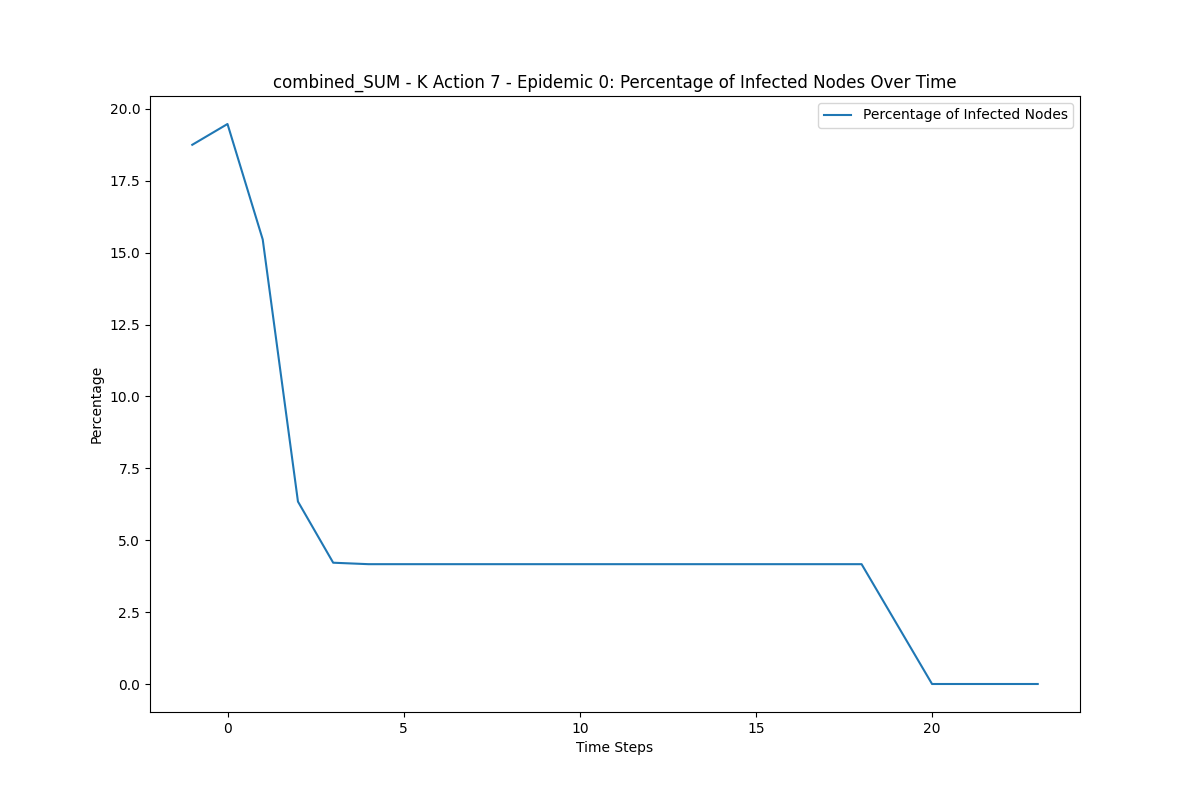 combined_SUM - K Action 7 - Epidemic 0: Percentage of Infected Nodes Over Time
Percentage of Infected Nodes
20.0
17.5
15.0
12.5
10.0
7.5
5.0
2.5
0.0
Percentage
0 5 10 15 20
Time Steps